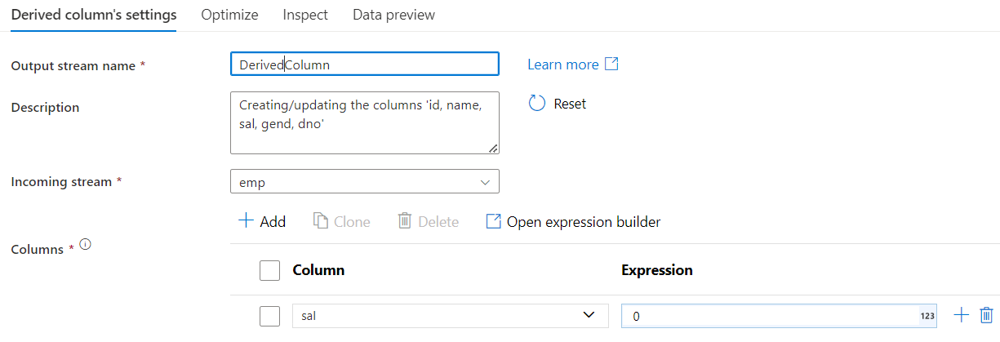 Derived column's settings Optimize Inspect Data preview
Output stream name * DerivedColumn Learn more
Description Creating/updating the columns 'id, name,
sal, gend, dno'
Reset
Incoming stream * emp
Add Clone Delete Open expression builder
Columns *
Column Expression
sal 0 123